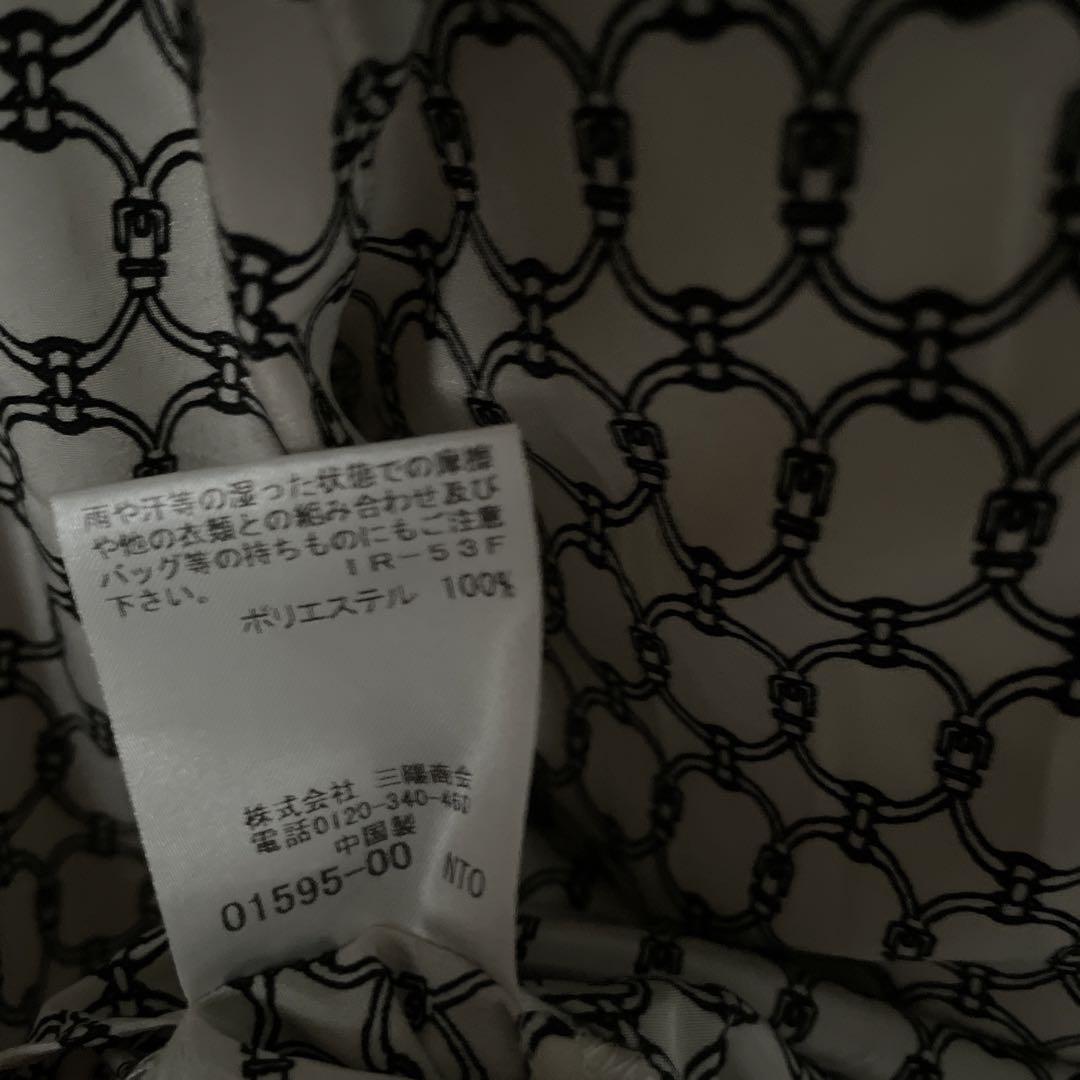 雨や汗等の湿った状態での摩擦
や他の衣類との組み合わせ及び
バッグ等の持ちものにもご注意
下さい。
IR-53F
ポリエステル 100%
株式会社 三陽商会
電話0120-340-460
中国製
01595-00 NTO